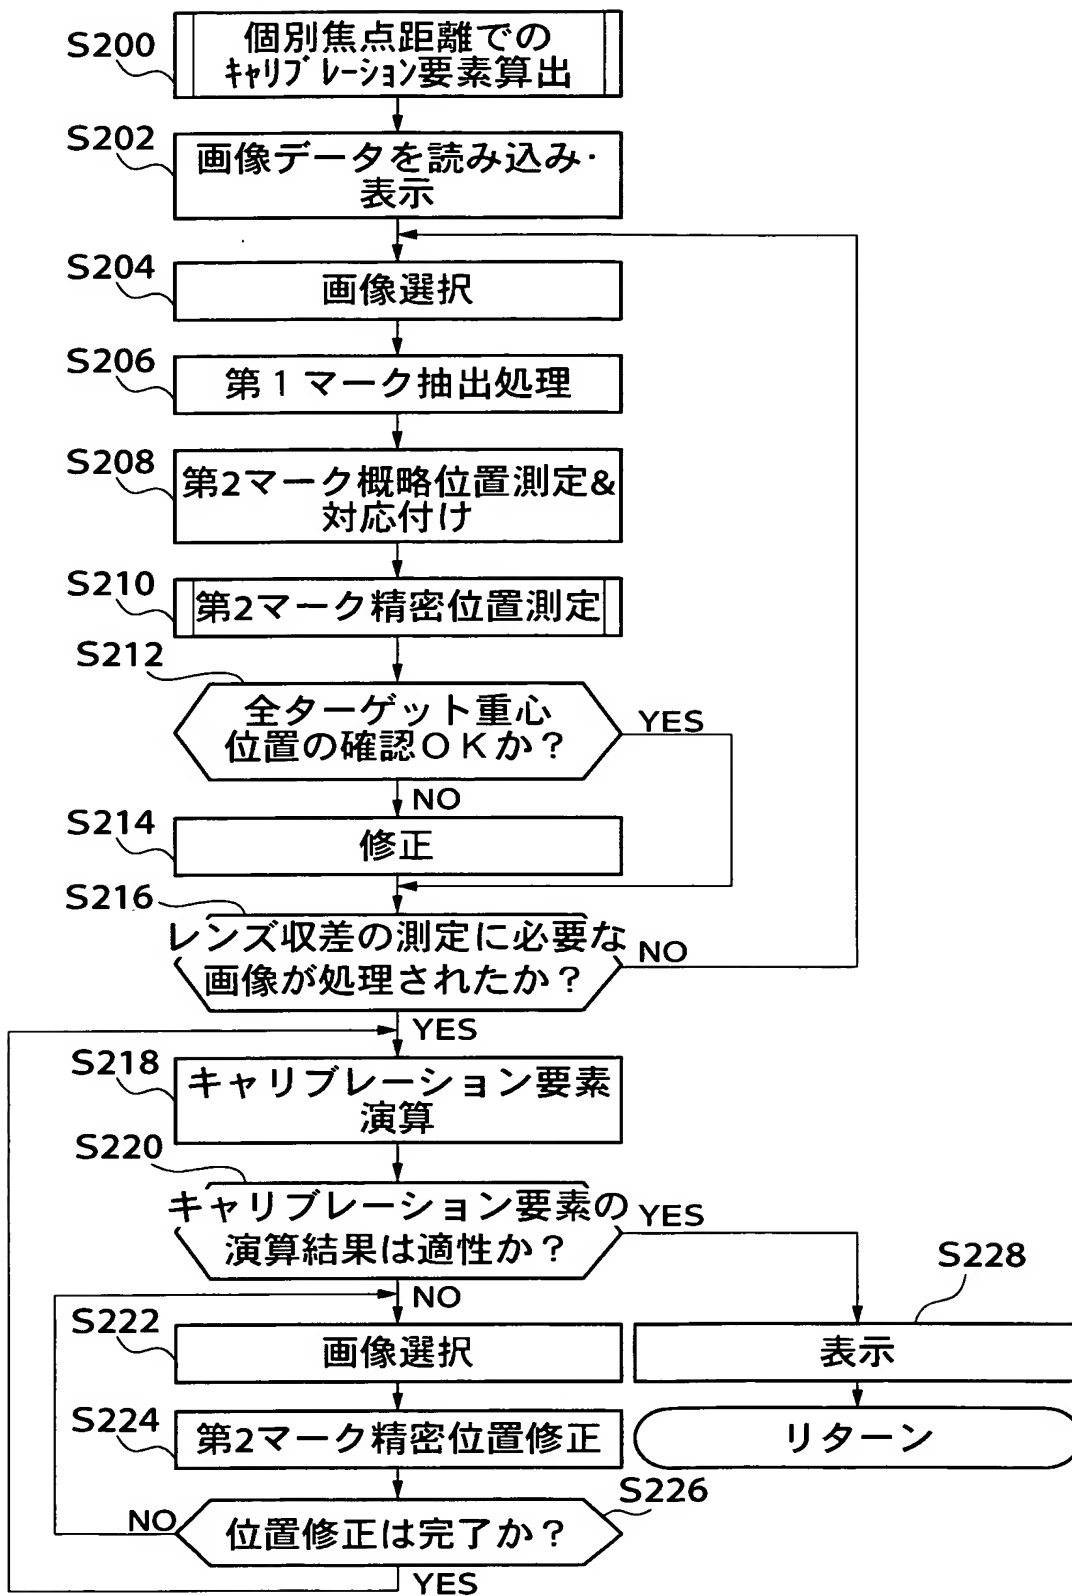 S200
個別焦点距離での
ｷｬﾘﾌﾞﾚｰｼｮﾝ要素算出
S202
画像データを読み込み・
表示
S204
画像選択
S206
第１マーク抽出処理
S208
第2マーク概略位置測定&
対応付け
S210
第2マーク精密位置測定
S212
全ターゲット重心
位置の確認ＯＫか？
YES
NO
S214
修正
S216
レンズ収差の測定に必要な
画像が処理されたか？
NO
YES
S218
キャリブレーション要素
演算
S220
キャリブレーション要素の
演算結果は適性か？
YES
NO
S228
表示
リターン
S222
画像選択
S224
第2マーク精密位置修正
S226
位置修正は完了か？
NO
YES